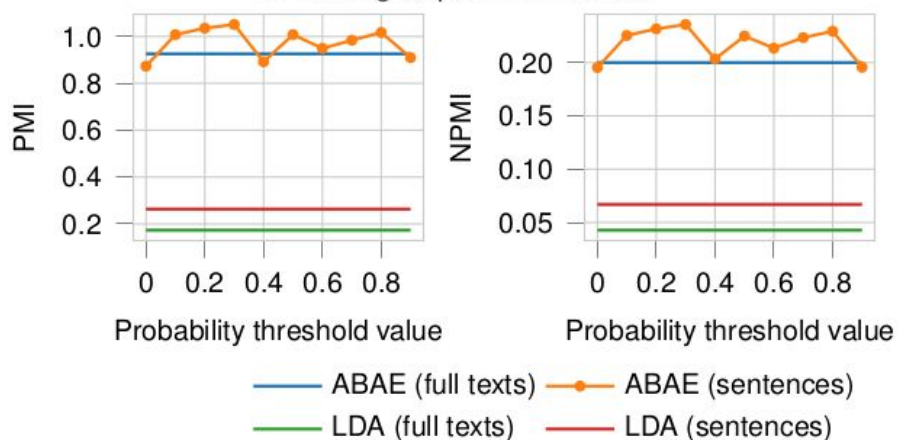 PMI
1.0
0.8
0.6
0.4
0.2
0 0.2 0.4 0.6 0.8
Probability threshold value
NPMI
0.20
0.15
0.10
0.05
0 0.2 0.4 0.6 0.8
Probability threshold value
ABAE (full texts) ABAE (sentences)
LDA (full texts) LDA (sentences)